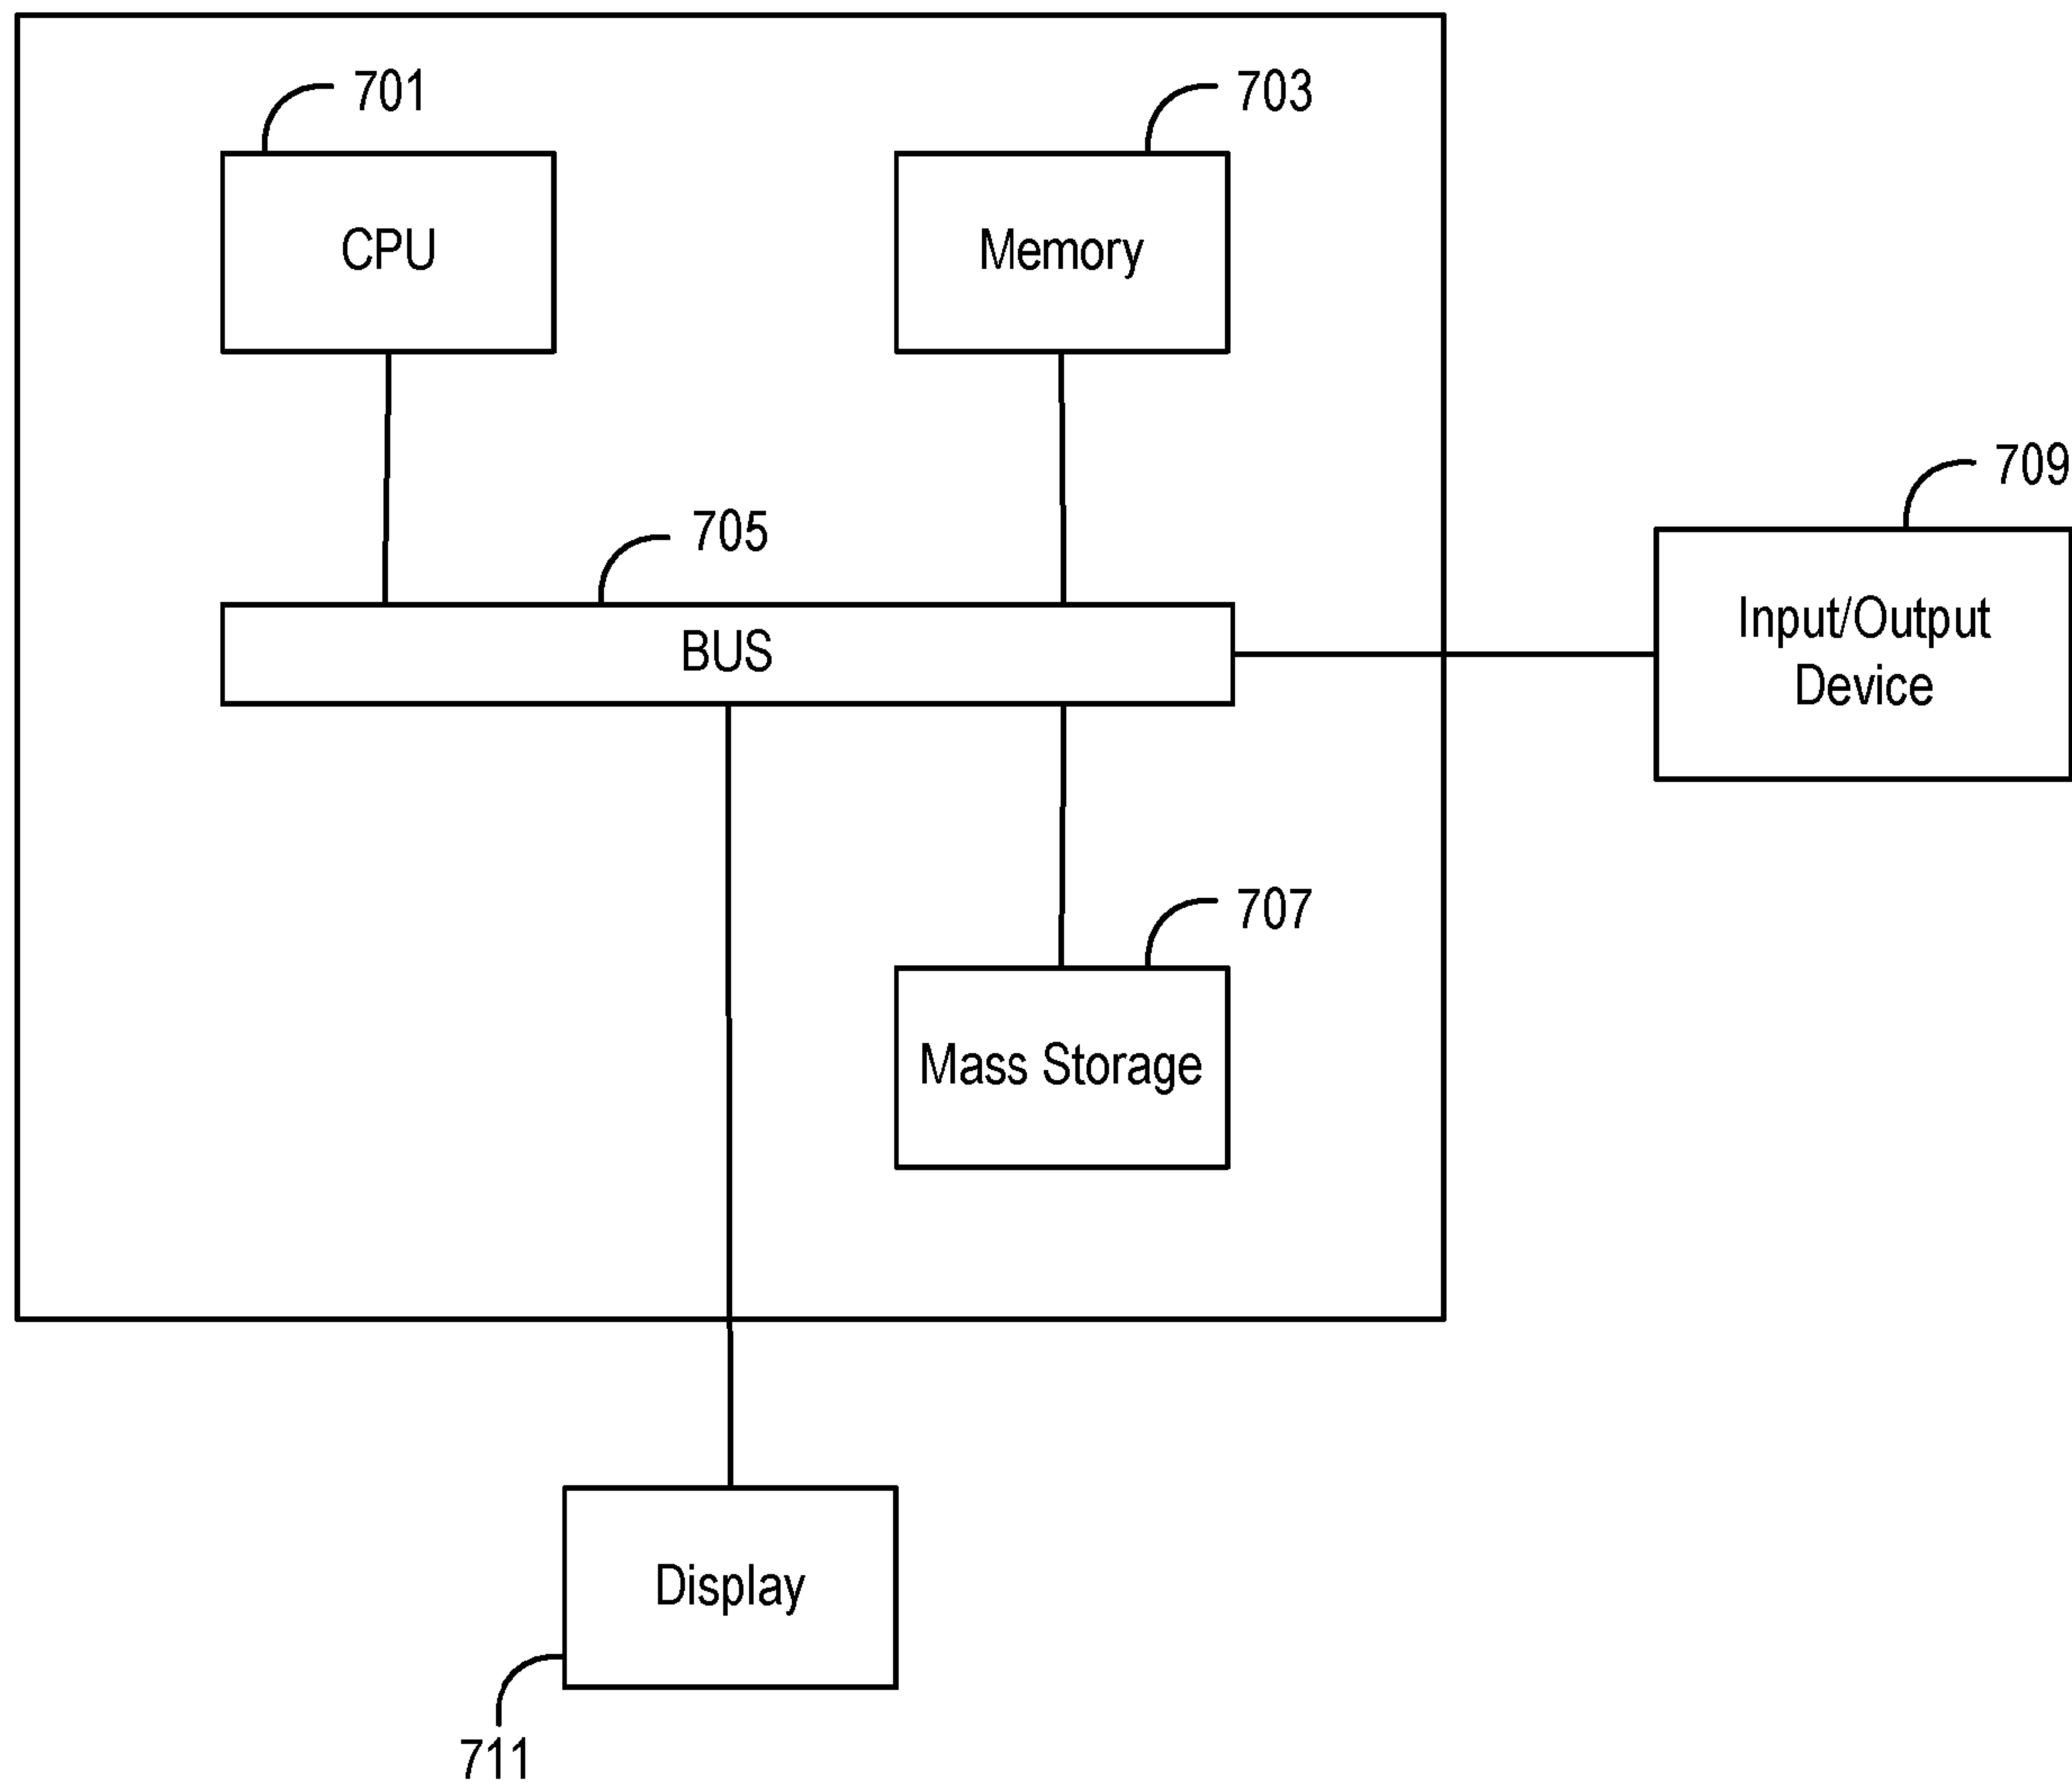 701
703
CPU
Memory
709
705
Input/Output
Device
BUS
707
Mass Storage
Display
711